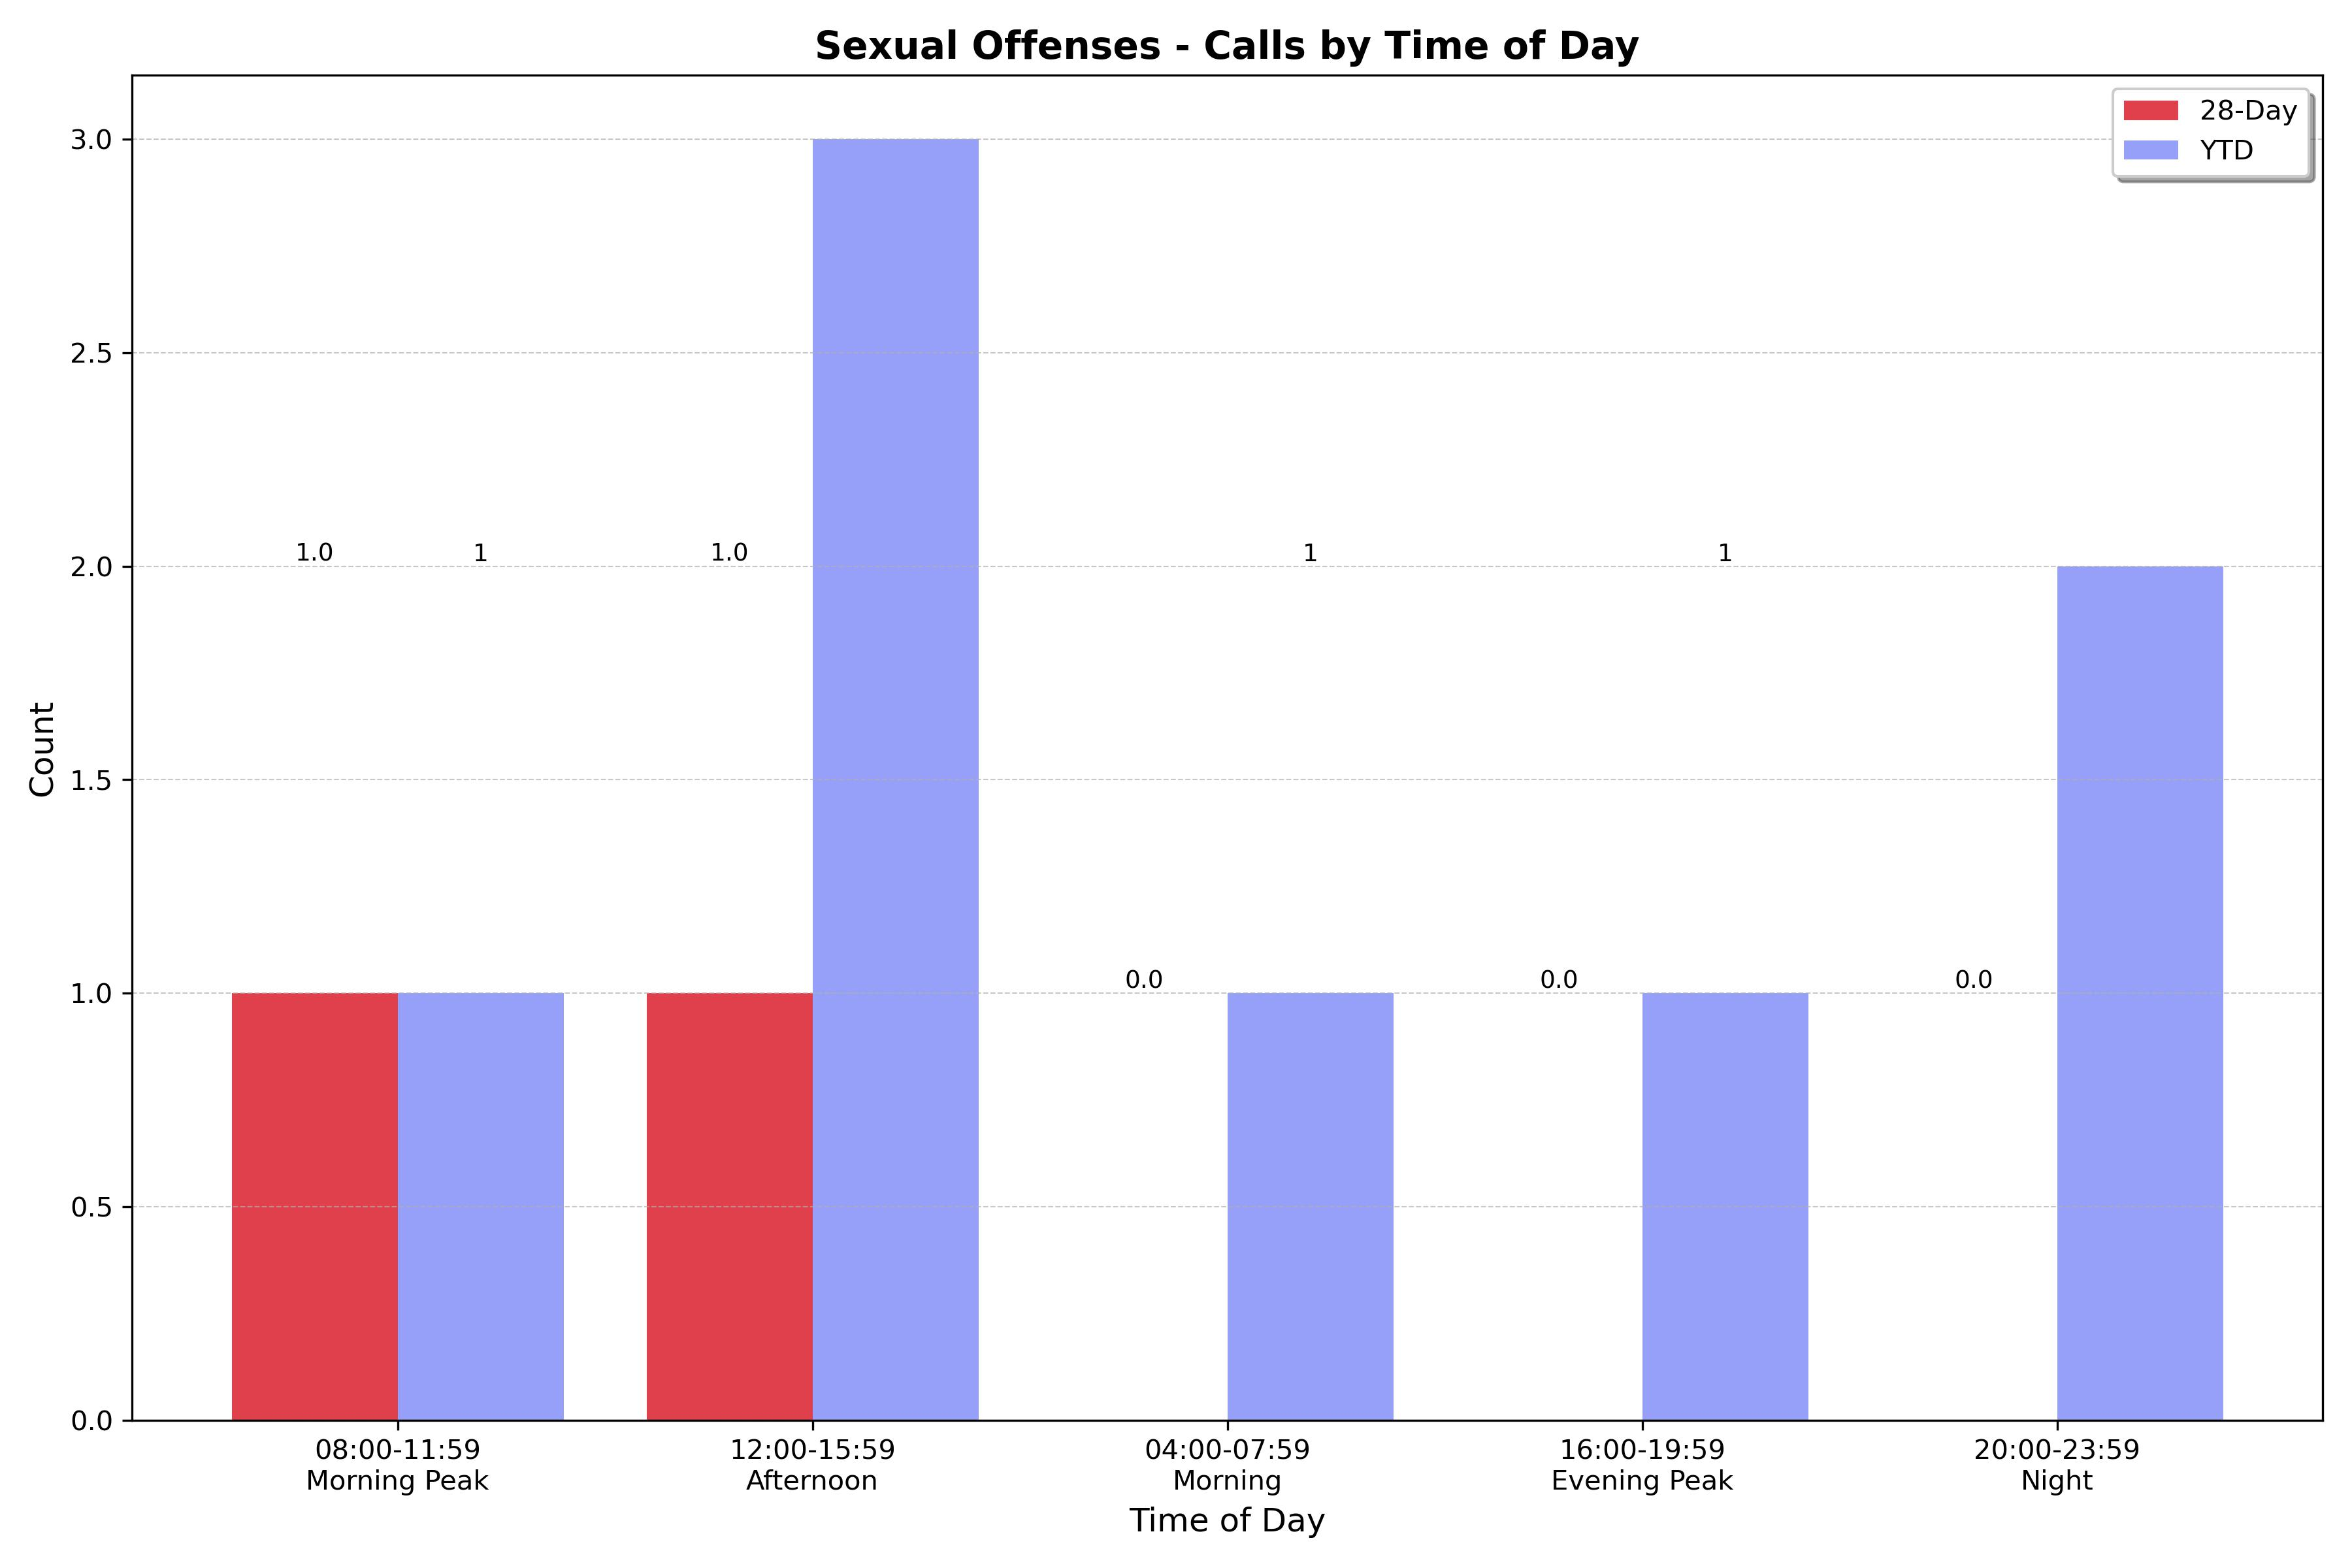 Sexual Offenses - Calls by Time of Day
28-Day
YTD
3.0
2.5
2.0
1.5
1.0
0.5
0.0
Count
1.0
1
1.0
1
1
0.0
0.0
0.0
08:00-11:59
Morning Peak
12:00-15:59
Afternoon
04:00-07:59
Morning
16:00-19:59
Evening Peak
20:00-23:59
Night
Time of Day